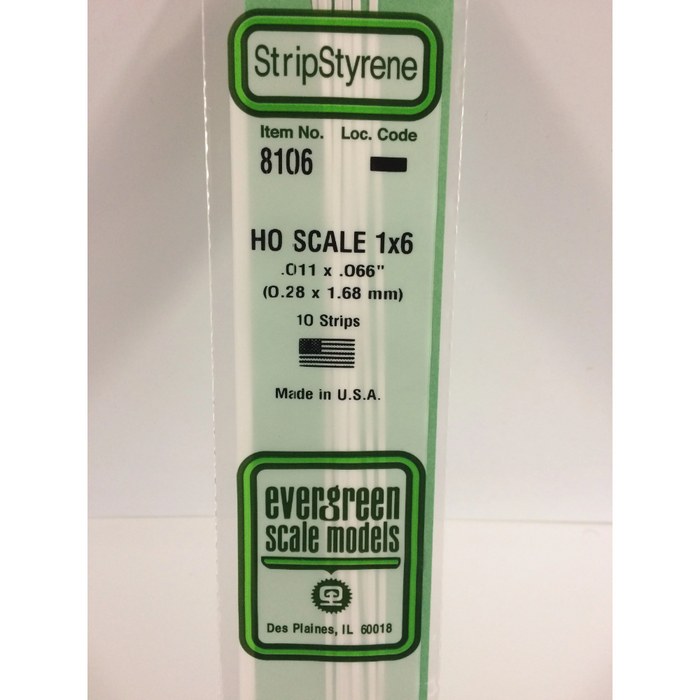 StripStyrene
Item No. Loc. Code
8106
HO SCALE 1x6
.011 x .066"
(0.28 x 1.68 mm)
10 Strips
Made in U.S.A.
evergreen
scale models
Des Plaines, IL 60018